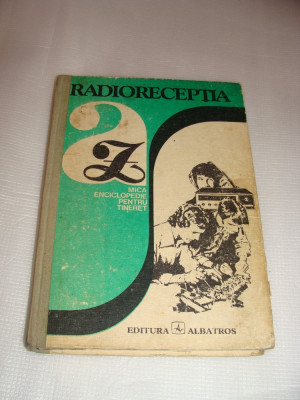 RADIORECEPTIA
a
Z
MICA
ENCICLOPEDIE
PENTRU
TINERET
EDITURA ALBATROS